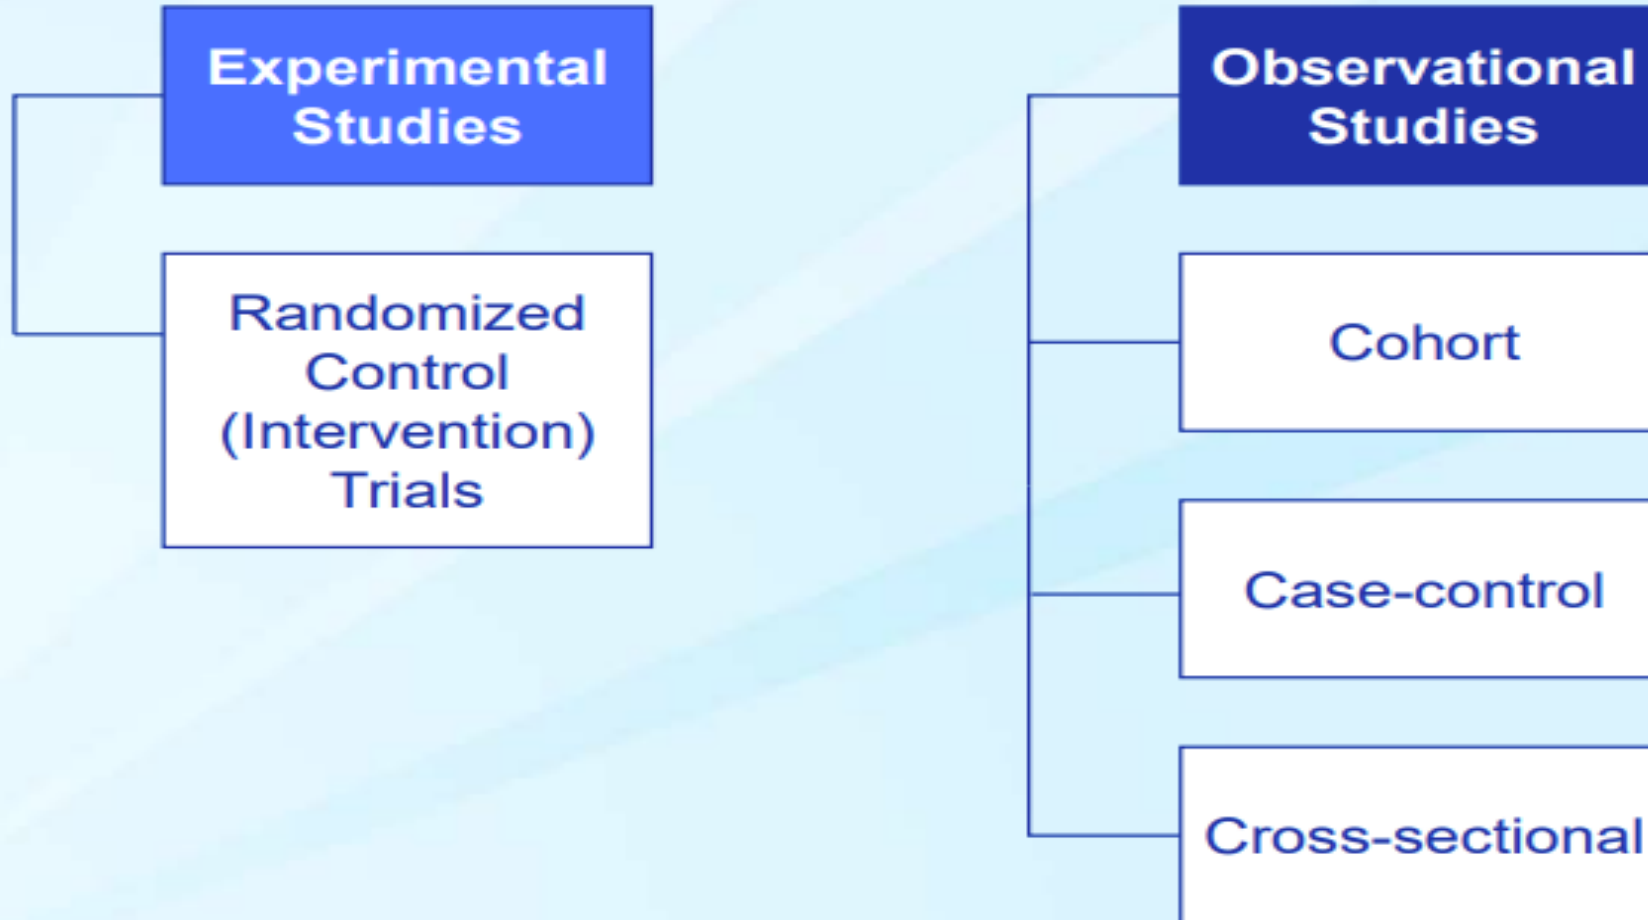 Experimental
Studies
Randomized
Control
(Intervention)
Trials
Observational
Studies
Cohort
Case-control
Cross-sectional